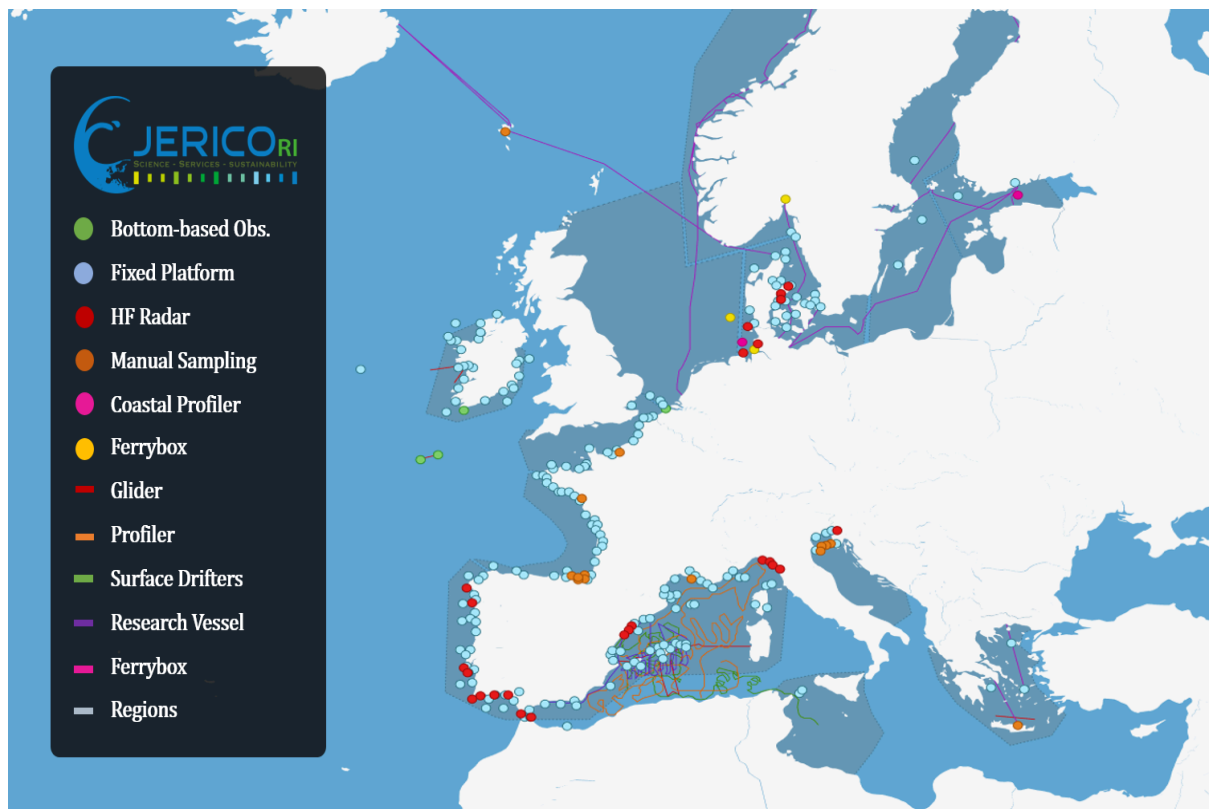 JERICO RI
SCIENCE - SERVICES - SUSTAINABILITY
Bottom-based Obs.
Fixed Platform
HF Radar
Manual Sampling
Coastal Profiler
Ferrybox
Glider
Profiler
Surface Drifters
Research Vessel
Ferrybox
Regions